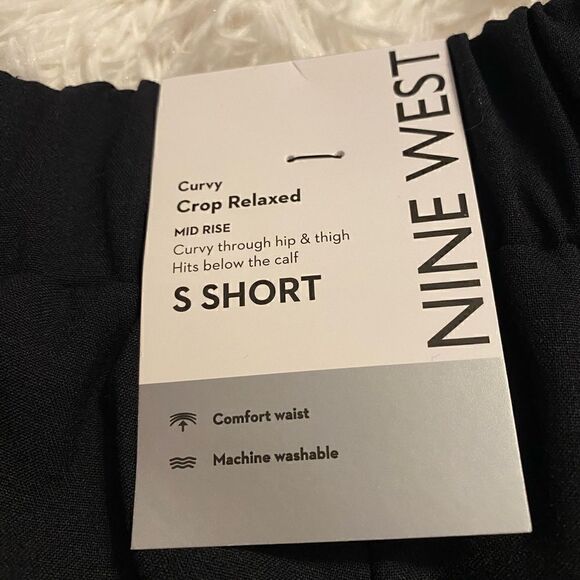 Curvy
Crop Relaxed
MID RISE
Curvy through hip & thigh
Hits below the calf
S SHORT
NINE WEST
Comfort waist
Machine washable